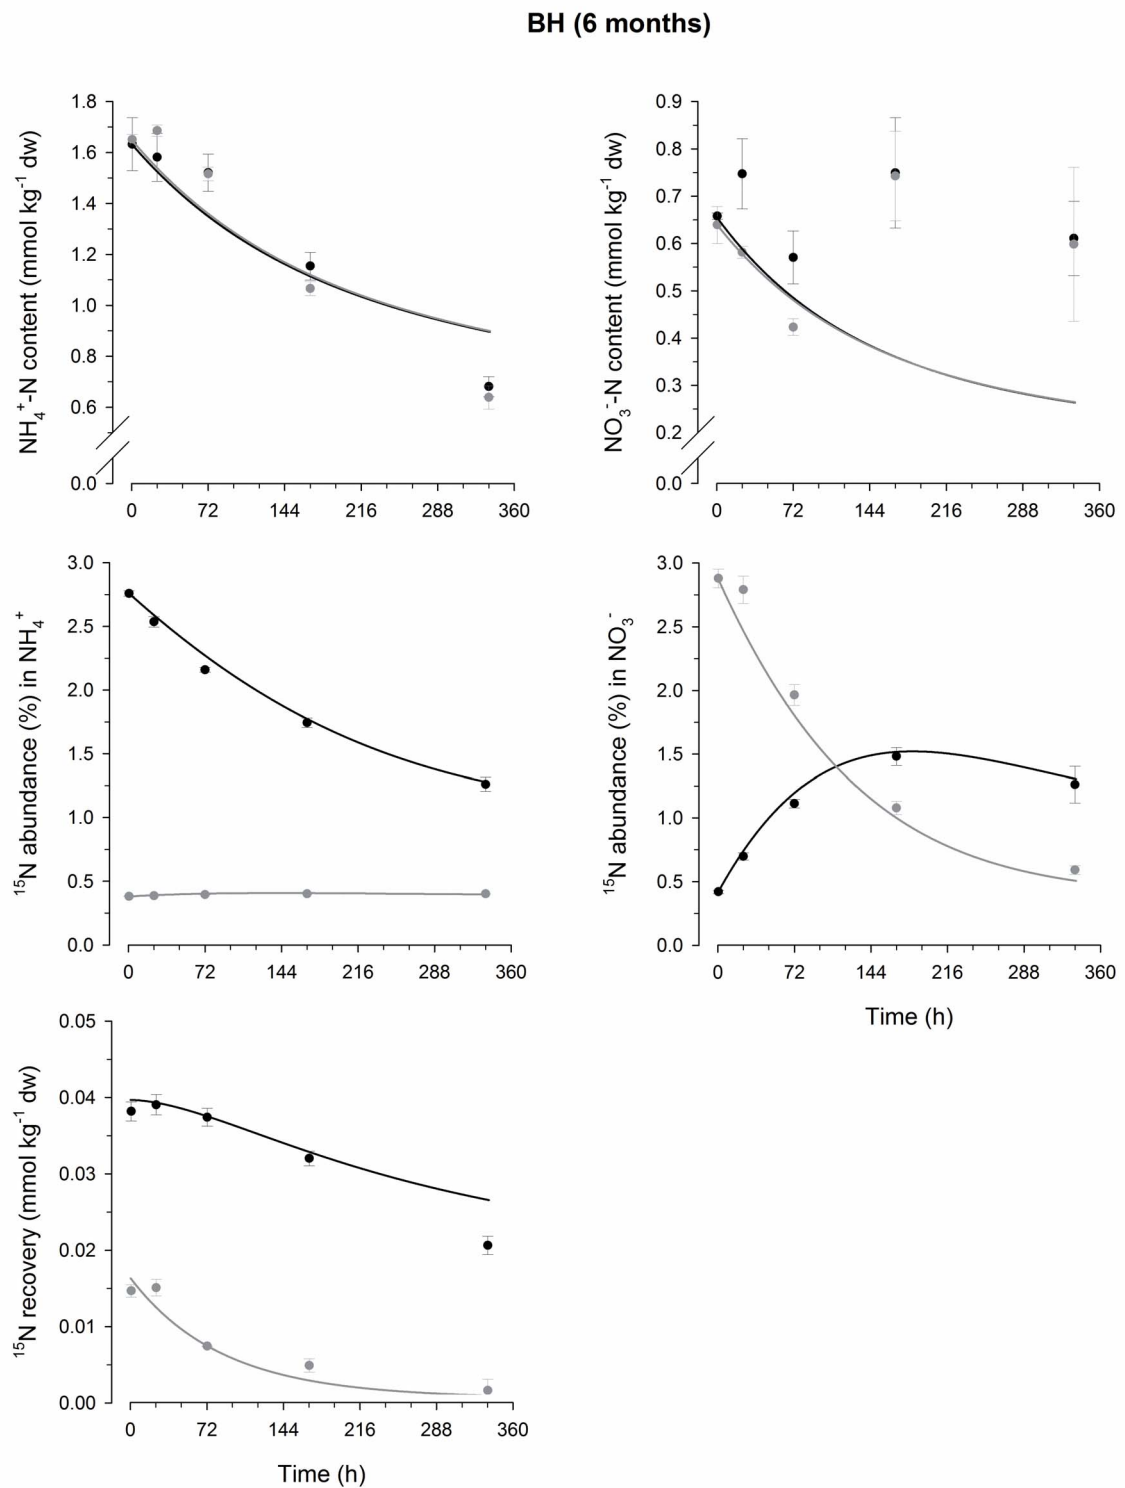 BH (6 months)
NH₄⁺-N content (mmol kg⁻¹ dw)
1.8
1.6
1.4
1.2
1.0
0.8
0.6
0.0
0 72 144 216 288 360
NO₃⁻-N content (mmol kg⁻¹ dw)
0.9
0.8
0.7
0.6
0.5
0.4
0.3
0.2
0.0
0 72 144 216 288 360
¹⁵N abundance (%) in NH₄⁺
3.0
2.5
2.0
1.5
1.0
0.5
0.0
0 72 144 216 288 360
¹⁵N abundance (%) in NO₃⁻
3.0
2.5
2.0
1.5
1.0
0.5
0.0
0 72 144 216 288 360
Time (h)
¹⁵N recovery (mmol kg⁻¹ dw)
0.05
0.04
0.03
0.02
0.01
0.00
0 72 144 216 288 360
Time (h)